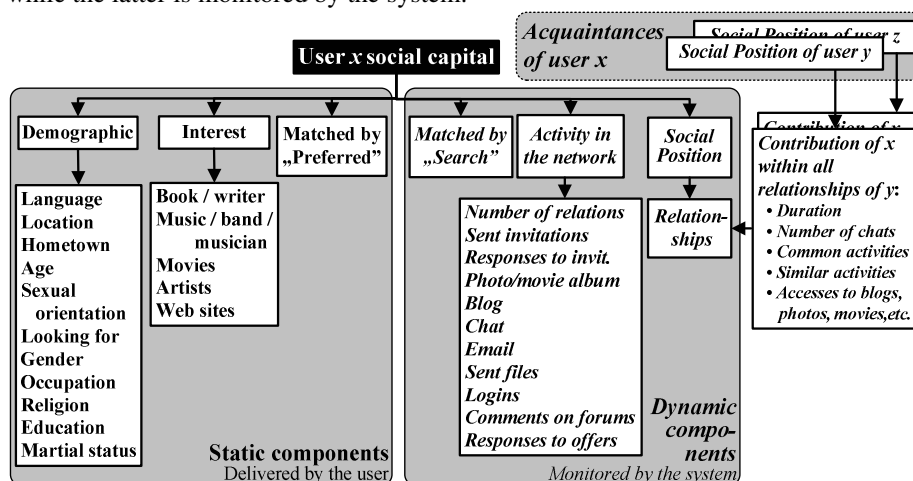 while the latter is monitored by the system.
Acquaintances
of user x
Social Position of user z
Social Position of user y
User x social capital
Demographic
Interest
Matched by
„Preferred”
Matched by
„Search”
Activity in
the network
Social
Position
Language
Location
Hometown
Age
Sexual
orientation
Looking for
Gender
Occupation
Religion
Education
Martial status
Book / writer
Music / band /
musician
Movies
Artists
Web sites
Number of relations
Sent invitations
Responses to invit.
Photo/movie album
Blog
Chat
Email
Sent files
Logins
Comments on forums
Responses to offers
Relation-
ships
Contribution of x
within all
relationships of y:
• Duration
• Number of chats
• Common activities
• Similar activities
• Accesses to blogs,
photos, movies,etc.
Static components
Delivered by the user
Dynamic
compo-
nents
Monitored by the system